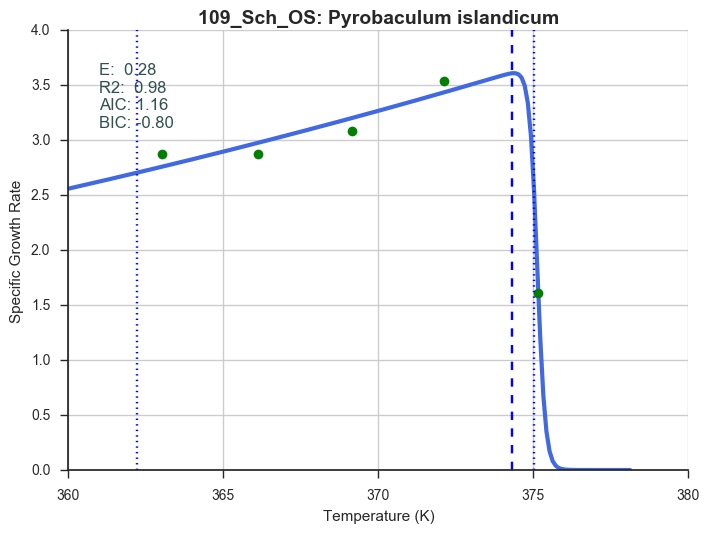 109_Sch_OS: Pyrobaculum islandicum
4.0
3.5
3.0
2.5
2.0
1.5
1.0
0.5
0.0
E: 0.28
R2: 0.98
AIC: 1.16
BIC: -0.80
Specific Growth Rate
360
365
370
375
380
Temperature (K)